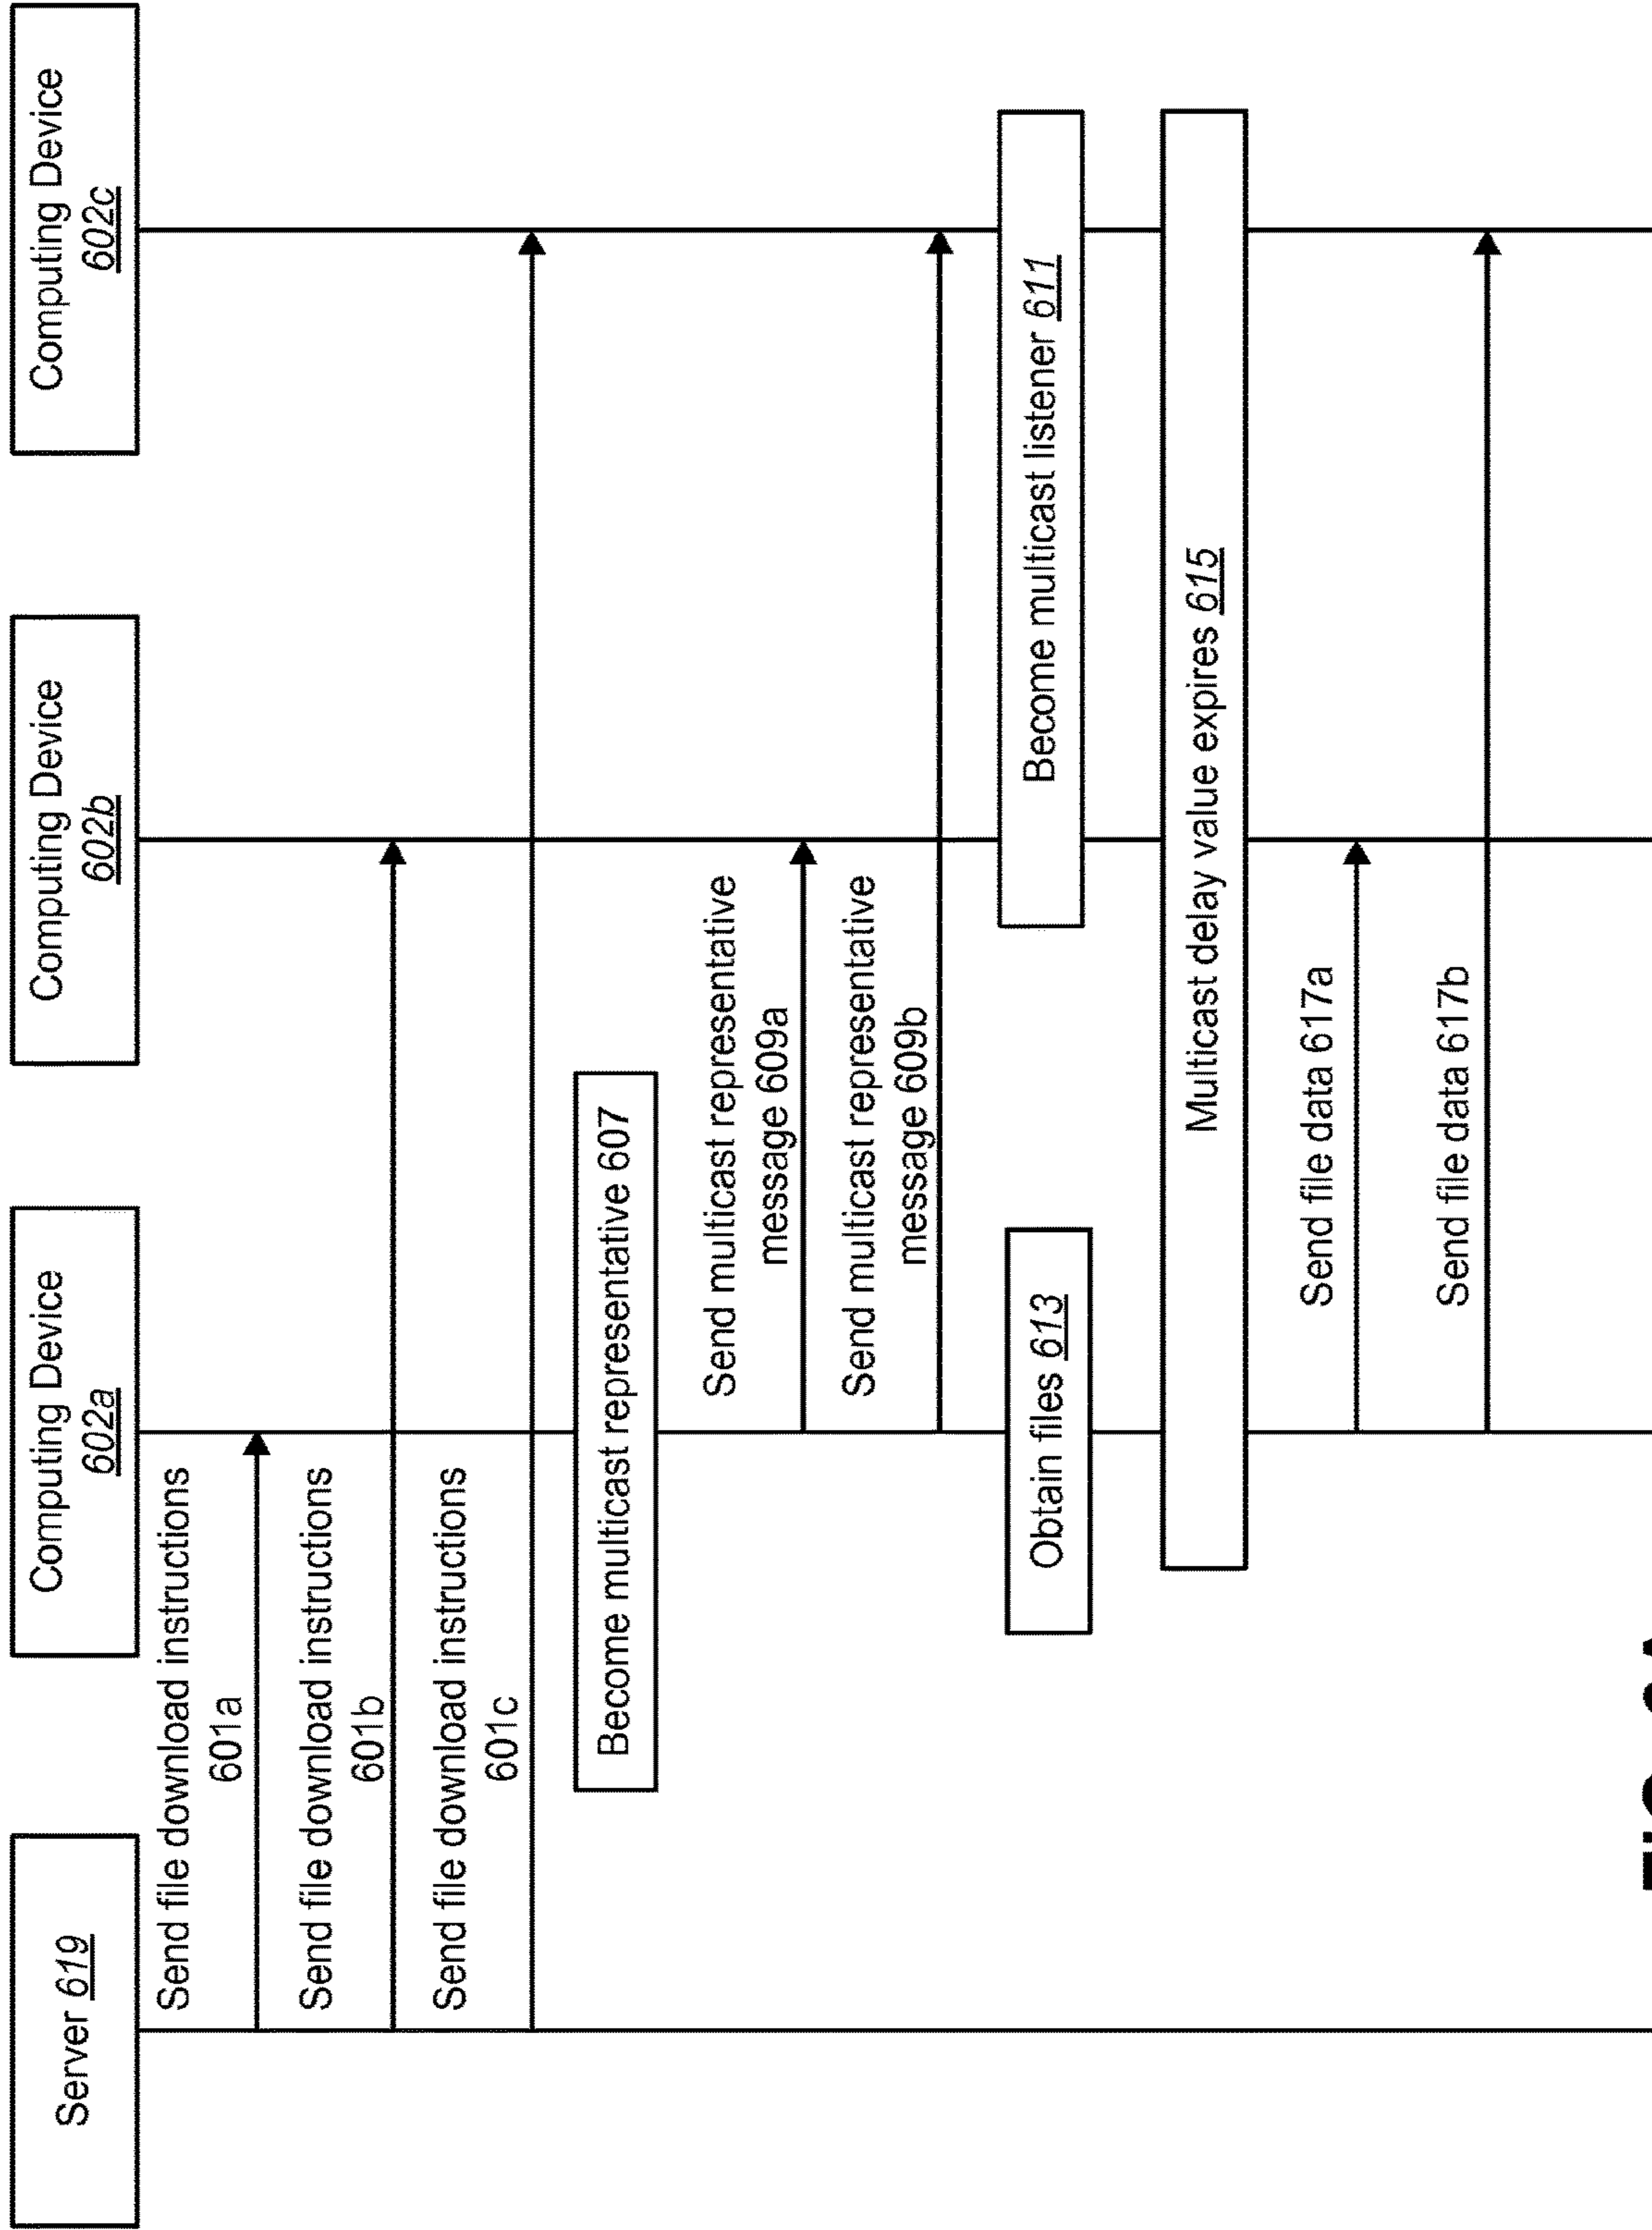 Server 619
Computing Device
602a
Computing Device
602b
Computing Device
602c
Send file download instructions
601a
Send file download instructions
601b
Send file download instructions
601c
Become multicast representative 607
Send multicast representative
message 609a
Send multicast representative
message 609b
Become multicast listener 611
Obtain files 613
Multicast delay value expires 615
Send file data 617a
Send file data 617b